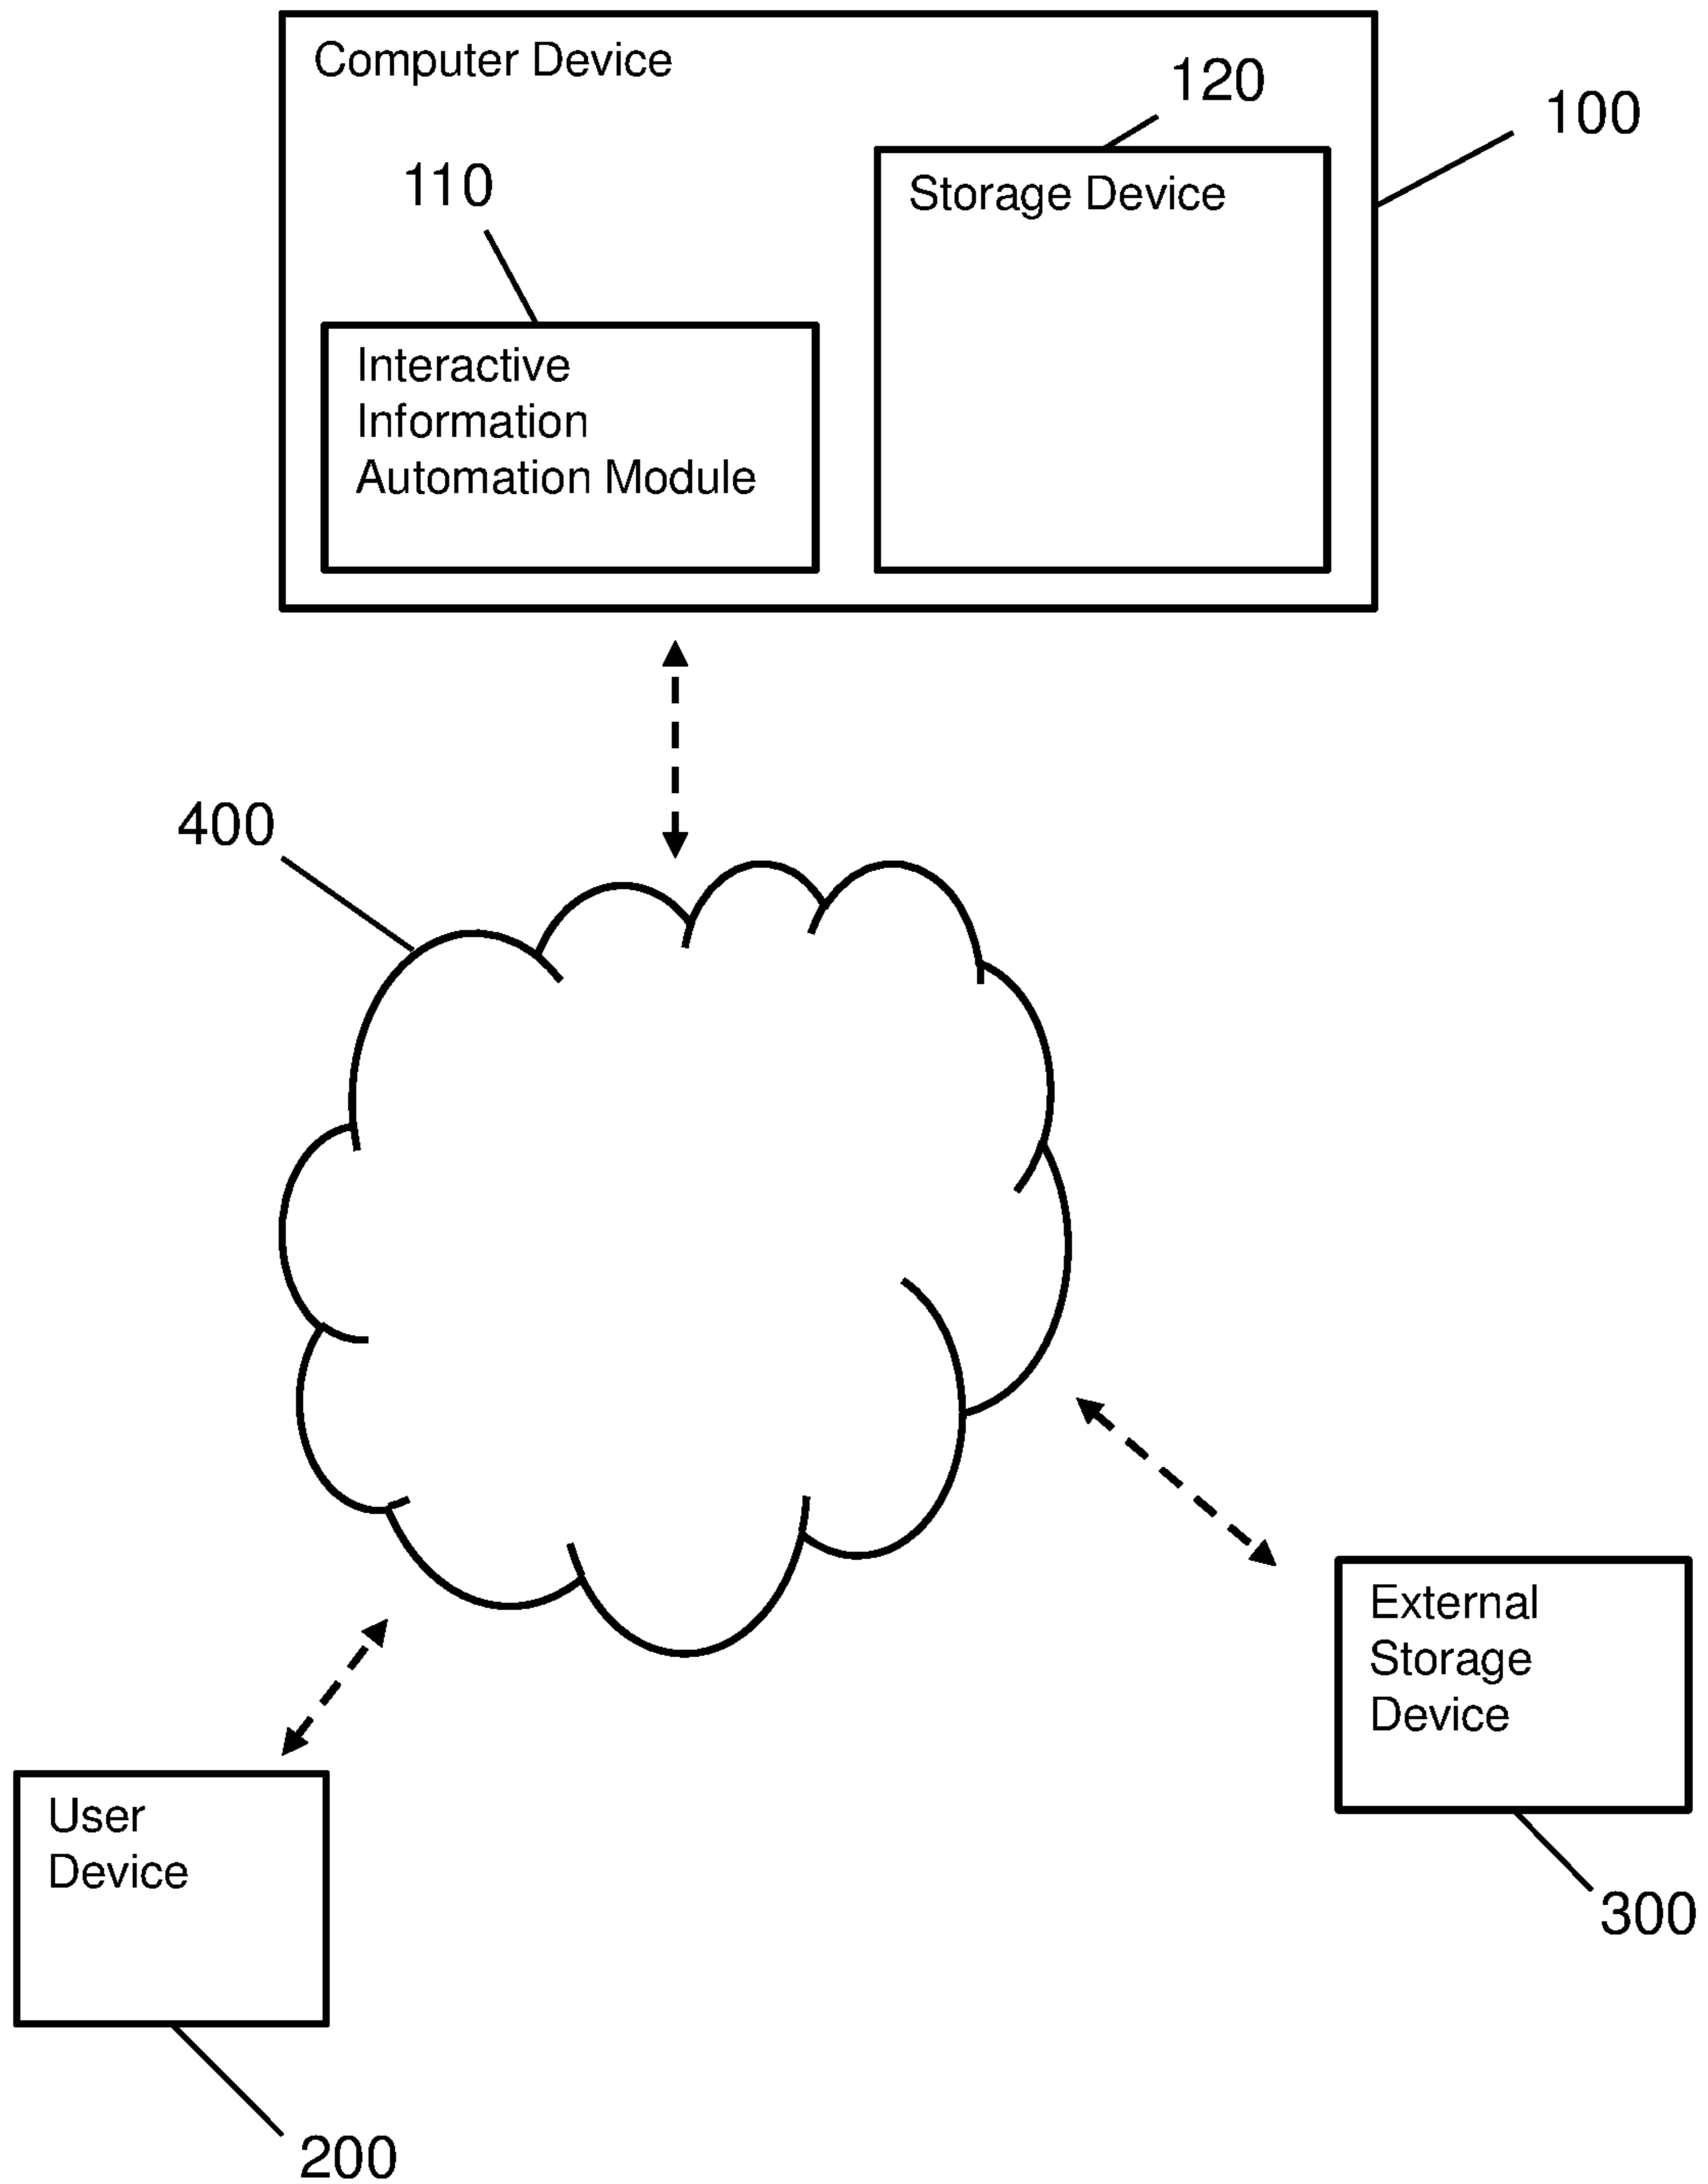 Computer Device
120
100
110
Storage Device
Interactive
Information
Automation Module
400
External
Storage
Device
User
Device
300
200